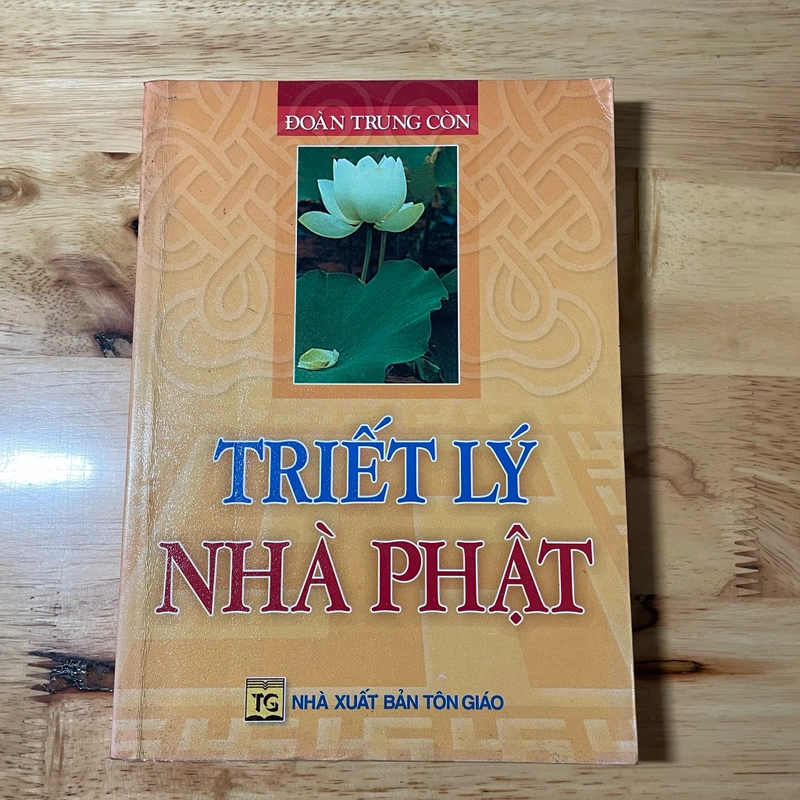 ĐOÀN TRUNG CÒN
TRIẾT LÝ
NHÀ PHẬT
TG
NHÀ XUẤT BẢN TÔN GIÁO